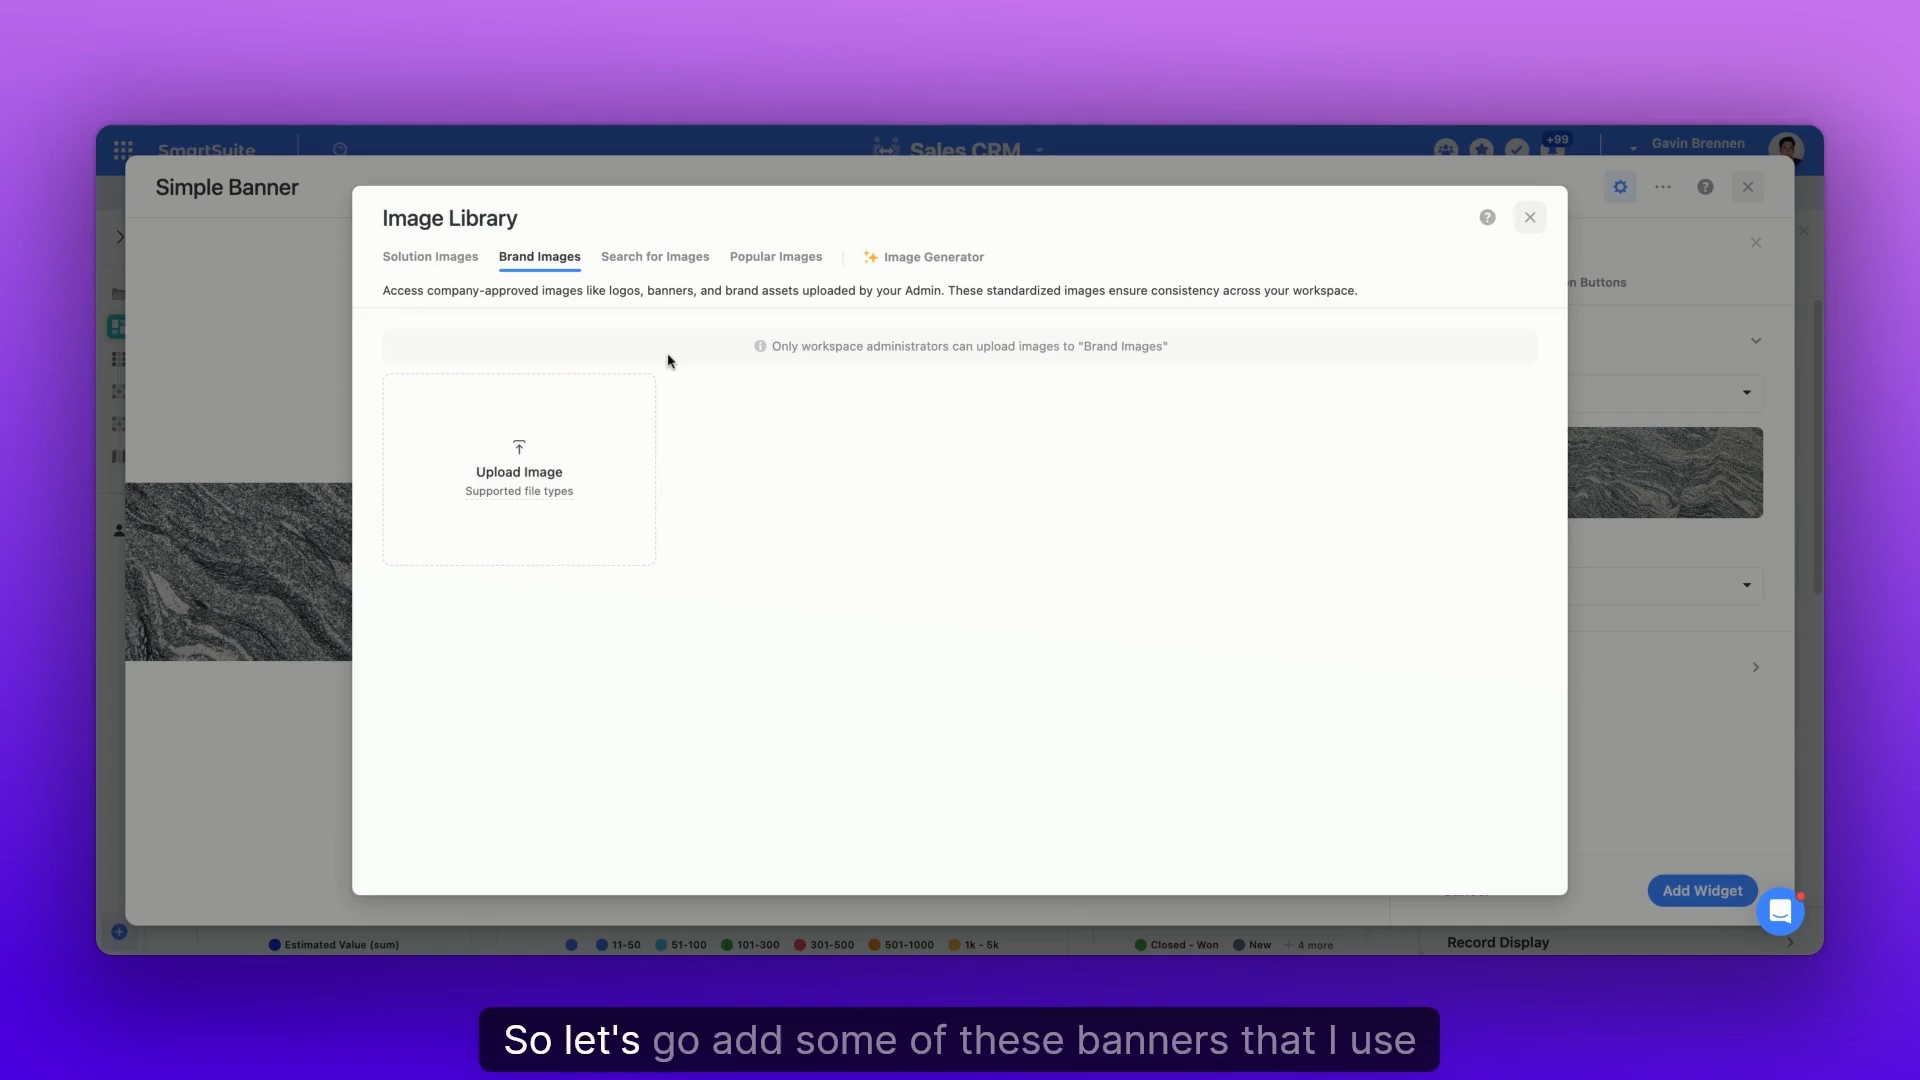 SmartSuite
Sales CRM
+99
Gavin Brennen
Simple Banner
Image Library
Solution Images
Brand Images
Search for Images
Popular Images
Image Generator
Access company-approved images like logos, banners, and brand assets uploaded by your Admin. These standardized images ensure consistency across your workspace.
n Buttons
Only workspace administrators can upload images to "Brand Images"
Upload Image
Supported file types
Add Widget
Estimated Value (sum)
11-50
51-100
101-300
301-500
501-1000
1k - 5k
Closed - Won
New
+ 4 more
Record Display
So let's go add some of these banners that I use